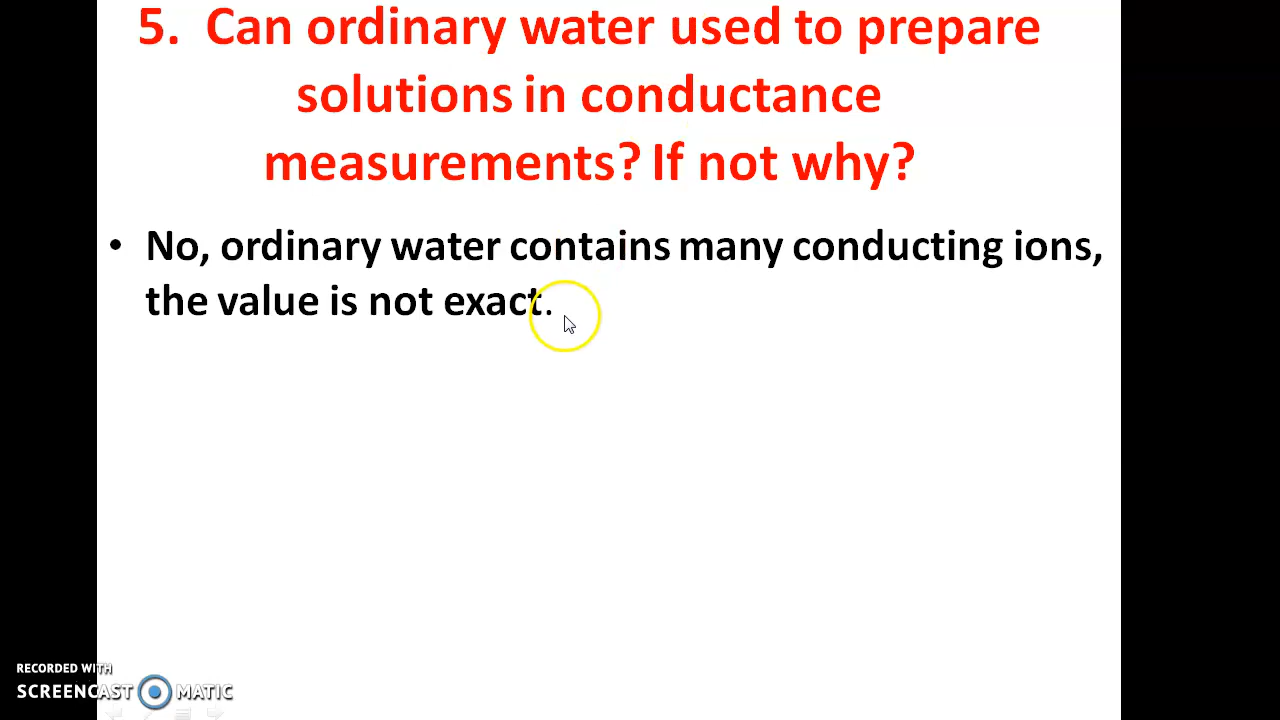 5. Can ordinary water used to prepare
solutions in conductance
measurements? If not why?
• No, ordinary water contains many conducting ions,
the value is not exact.
RECORDED WITH
SCREENCAST MATIC